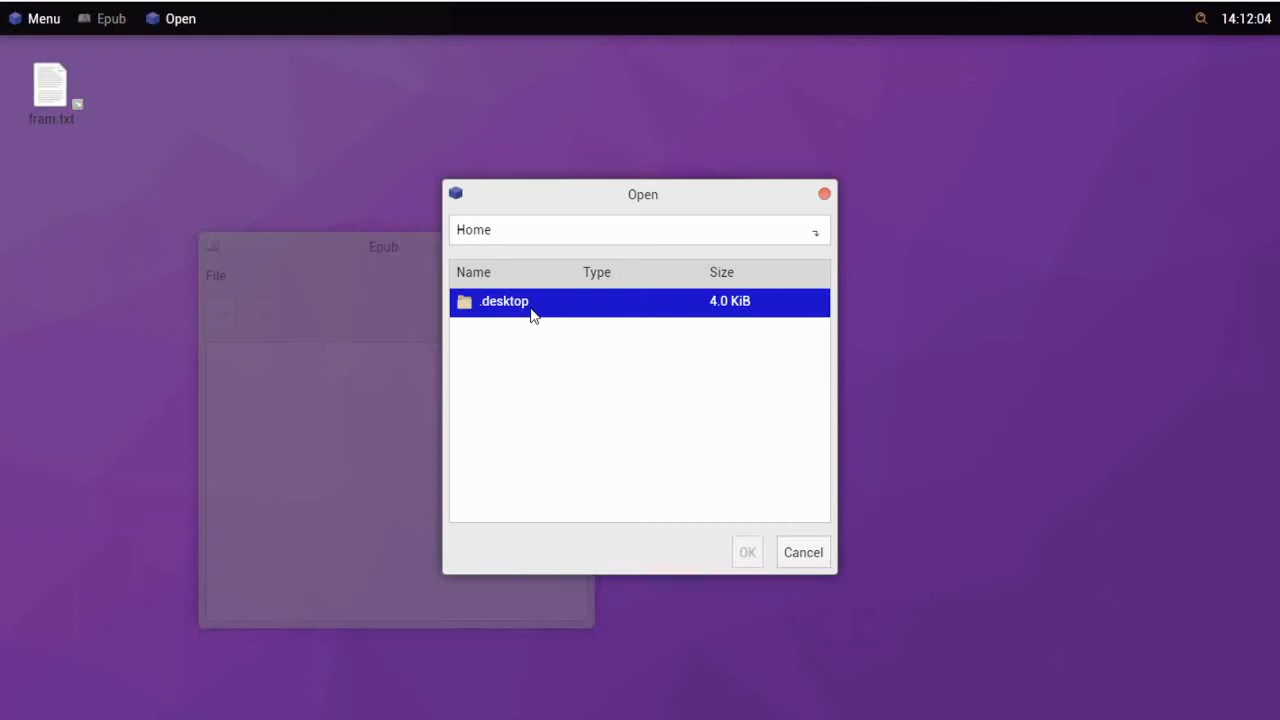 Menu Epub Open 14:12:04
fram.txt
Open
Home
Epub
File
Name Type Size
.desktop 4.0 KiB
OK Cancel